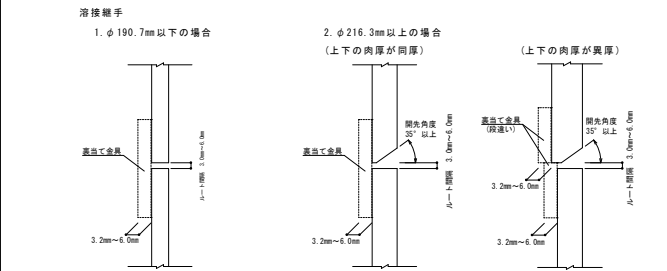 溶接継手
1. φ190.7mm以下の場合
2. φ216.3mm以上の場合
(上下の肉厚が同厚)
(上下の肉厚が異厚)
裏当て金具
ルート間隔 3.0mm~6.0mm
3.2mm~6.0mm
裏当て金具
開先角度
35°以上
ルート間隔 3.0mm~6.0mm
3.2mm~6.0mm
裏当て金具
(段違い)
開先角度
35°以上
ルート間隔 3.0mm~6.0mm
3.2mm~6.0mm
3.2mm~6.0mm